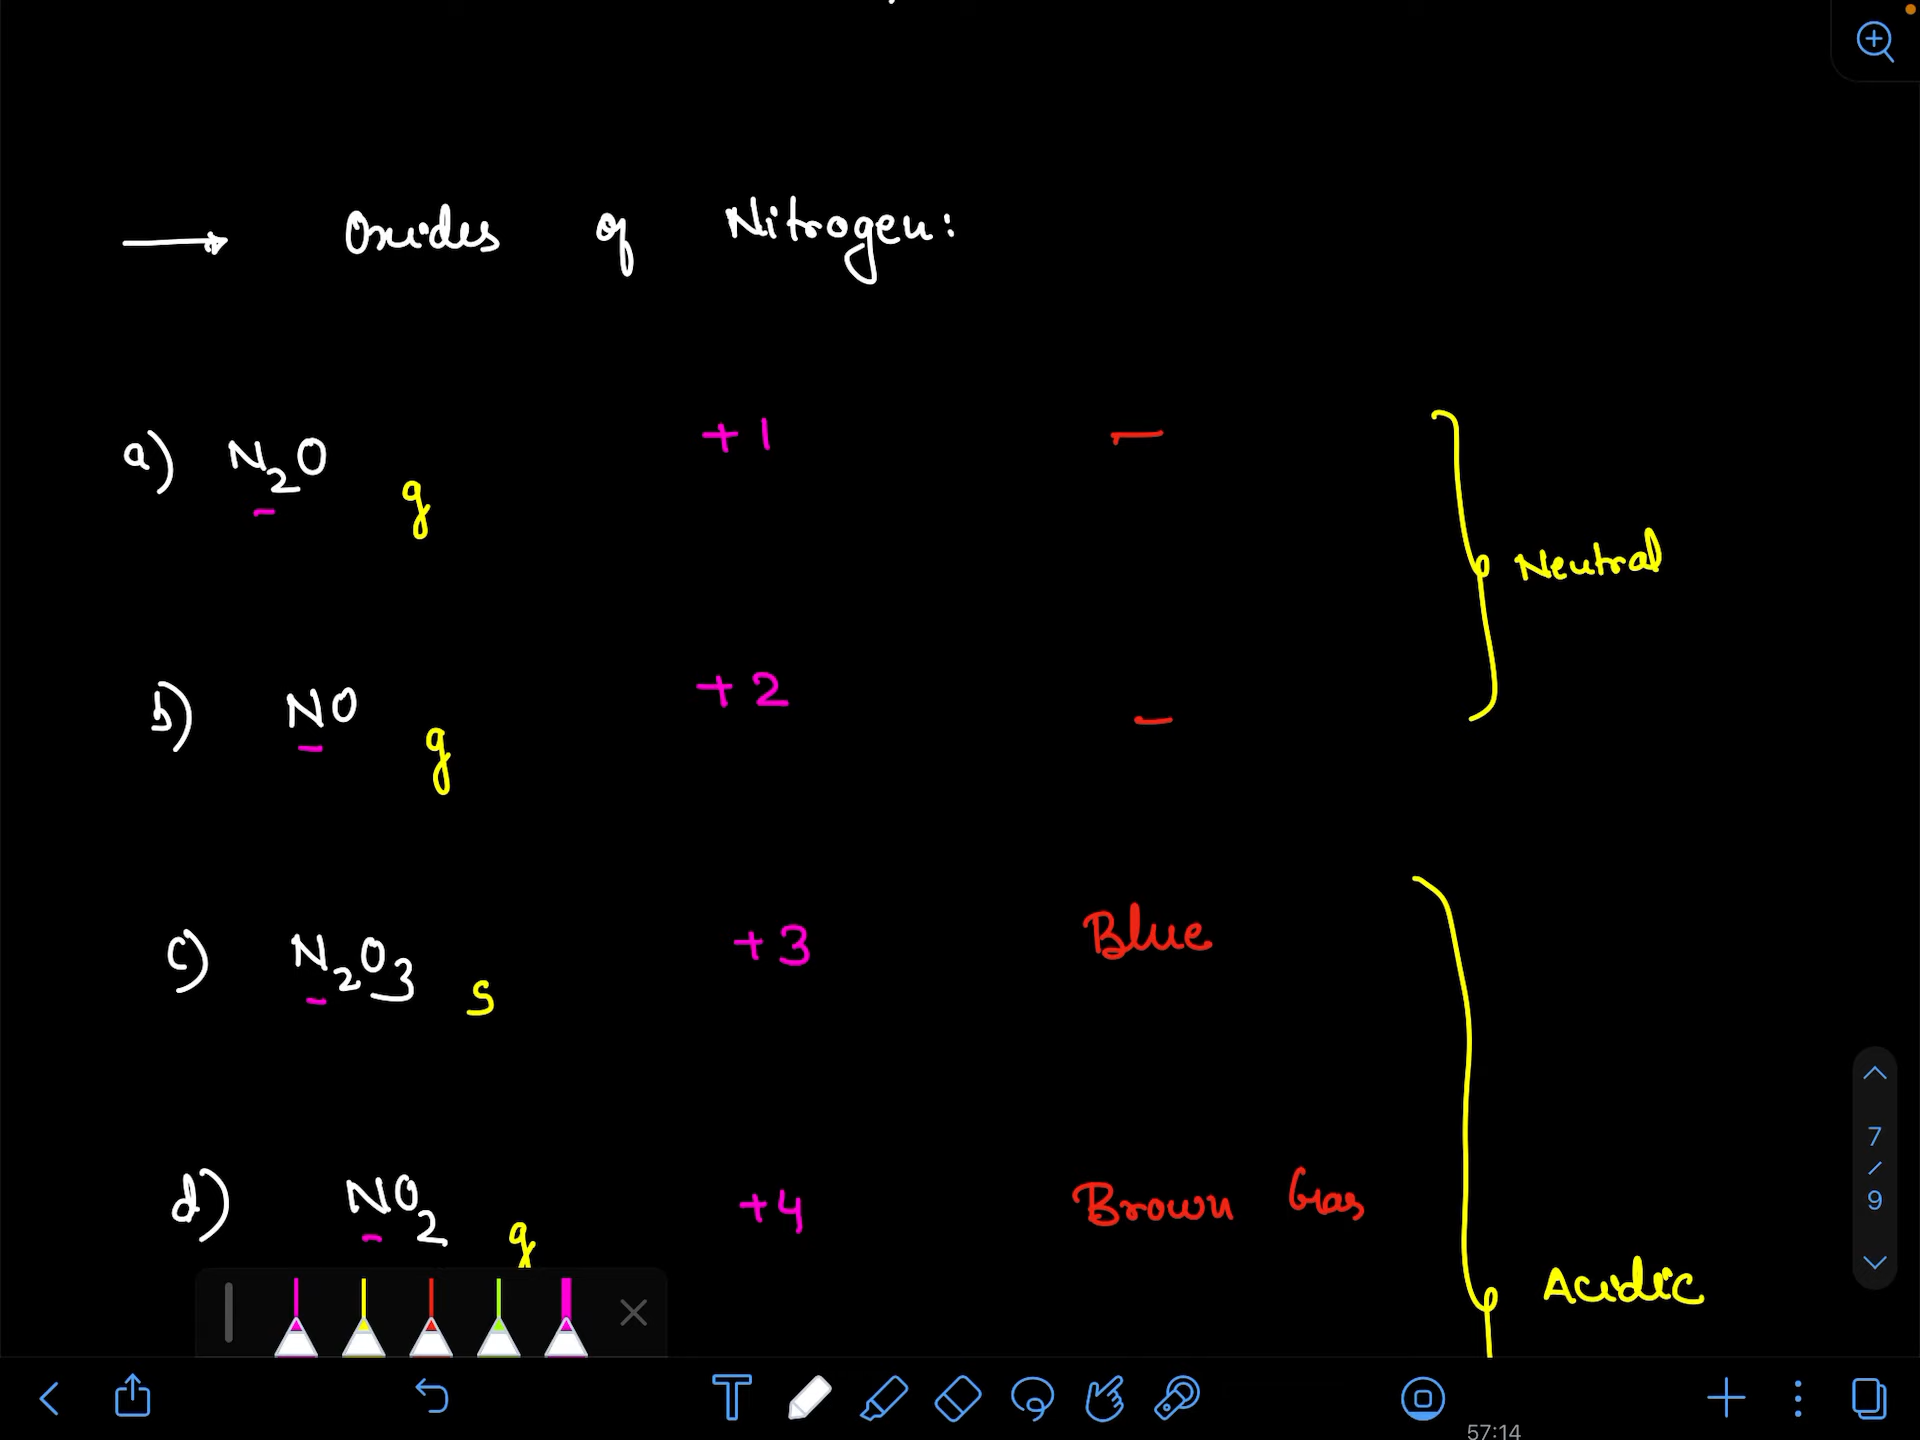 → Oxides of Nitrogen:
a) N₂O g +1 —
Neutral
b) NO g +2 —
c) N₂O₃ s +3 Blue
d) NO₂ g +4 Brown Gas
Acidic
7
/
9
57:14